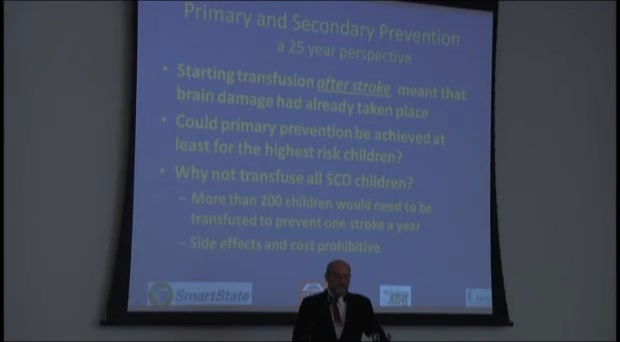 Primary and Secondary Prevention
a 25 year perspective
• Starting transfusion after stroke meant that
brain damage had already taken place
• Could primary prevention be achieved at
least for the highest risk children?
• Why not transfuse all SCD children?
– More than 200 children would need to be
transfused to prevent one stroke a year
– Side effects and cost prohibitive
SmartState